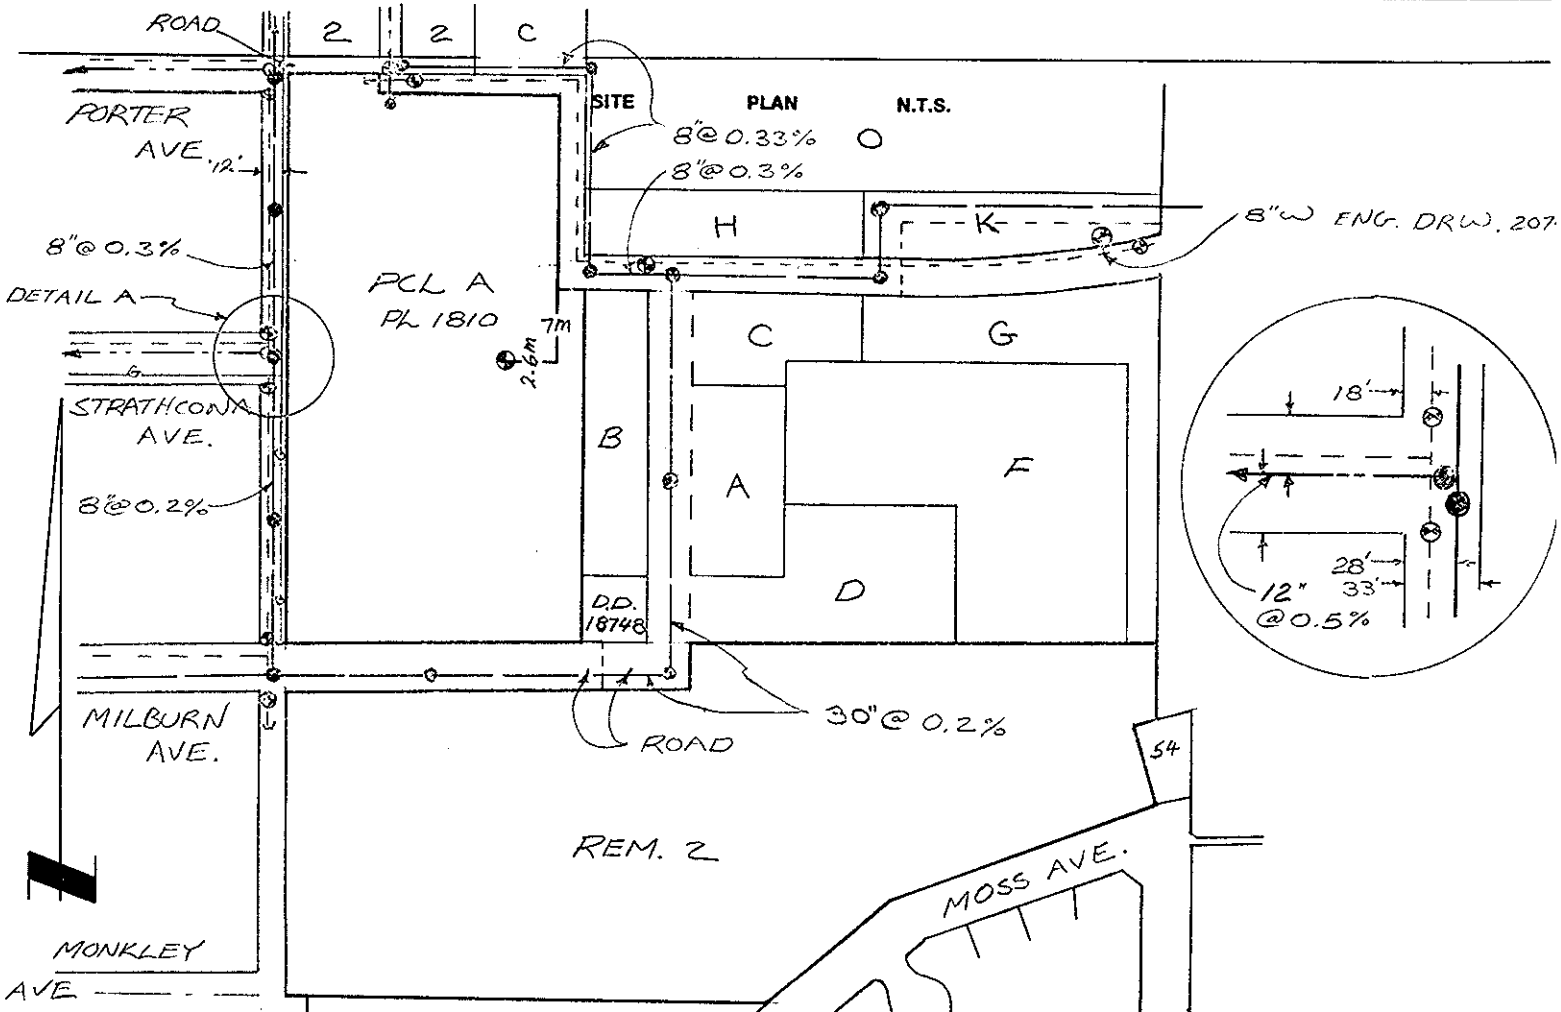 ROAD
2
2
C
SITE PLAN N.T.S.
PORTER
AVE.
12'
8"@ 0.33%
O
8"@ 0.3%
H
K
8"W ENG. DRW. 207-
8"@ 0.3%
DETAIL A
PCL A
PL 1810
7m
2.6m
C
G
G
STRATHCONA
AVE.
18'
B
A
F
8"@ 0.2%
28'
33'
12"
@ 0.5%
D.D.
18748
D
MILBURN
AVE.
30"@ 0.2%
ROAD
54
REM. 2
MOSS AVE.
MONKLEY
AVE